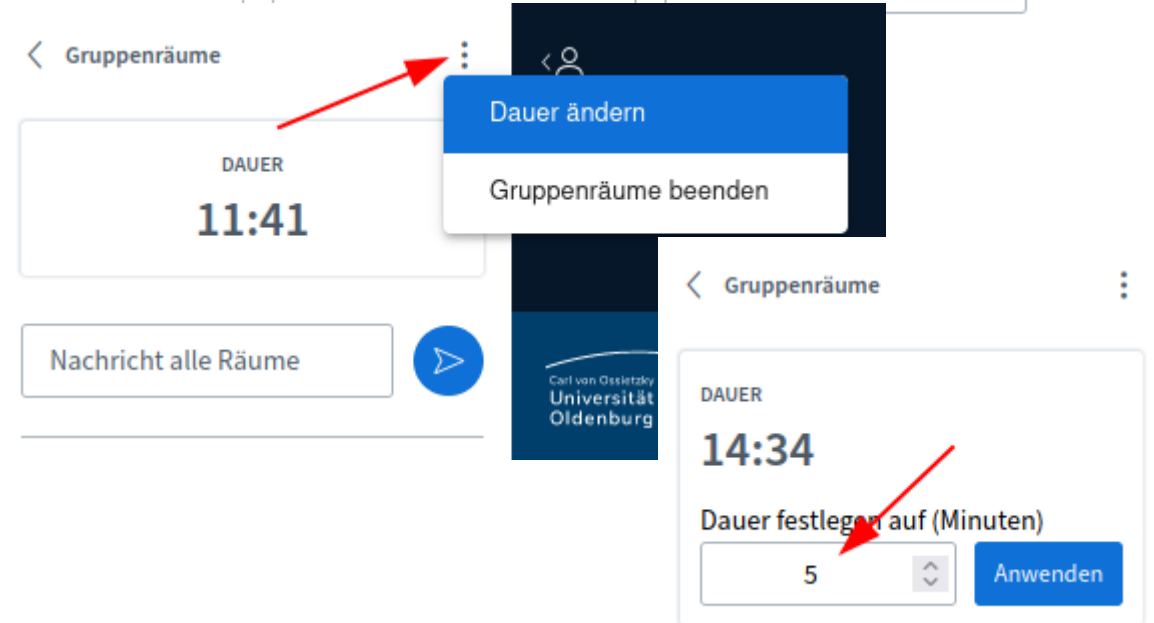 Gruppenräume
DAUER
11:41
Nachricht alle Räume
Dauer ändern
Gruppenräume beenden
Carl von Ossietzky
Universität
Oldenburg
Gruppenräume
DAUER
14:34
Dauer festlegen auf (Minuten)
5
Anwenden